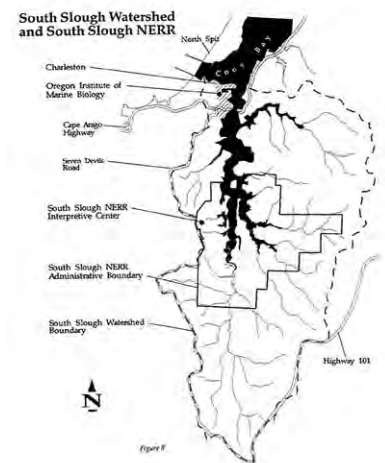 South Slough Watershed
and South Slough NERR
North Spit
Coos Bay
Charleston
Oregon Institute of
Marine Biology
Cape Arago
Highway
Seven Devils
Road
South Slough NERR
Interpretive Center
South Slough NERR
Administrative Boundary
South Slough Watershed
Boundary
Highway 101
N
Figure 8